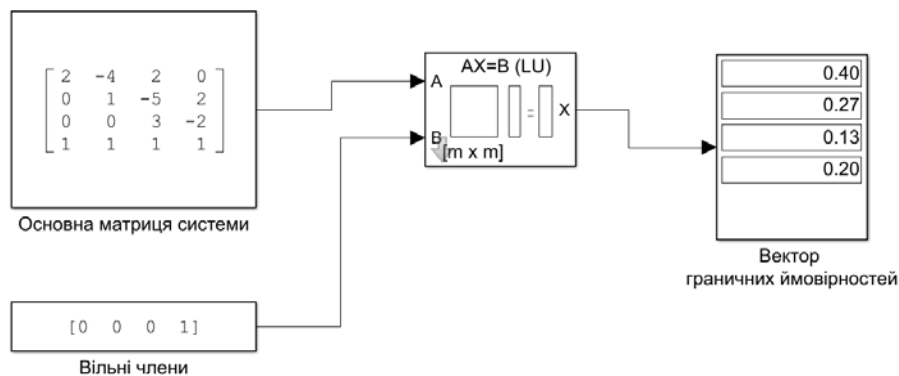 2 -4 2 0
0 1 -5 2
0 0 3 -2
1 1 1 1
Основна матриця системи
[0 0 0 1]
Вільні члени
AX=B (LU)
A
B
=
X
[m x m]
0.40
0.27
0.13
0.20
Вектор
граничних ймовірностей